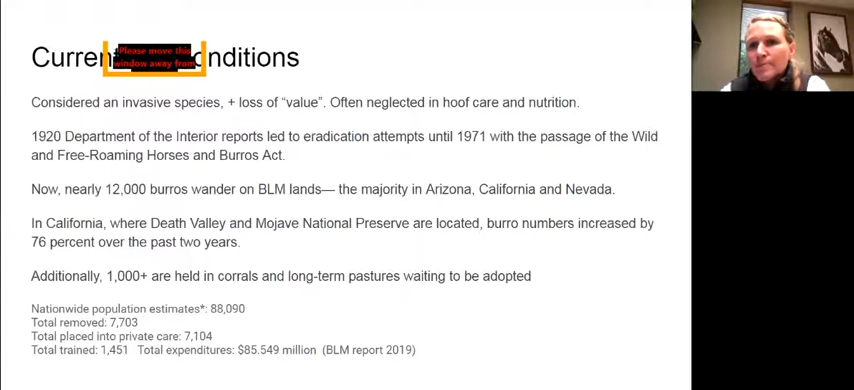 Curren
Please move this
window away from
onditions
Considered an invasive species, + loss of “value”. Often neglected in hoof care and nutrition.
1920 Department of the Interior reports led to eradication attempts until 1971 with the passage of the Wild
and Free-Roaming Horses and Burros Act.
Now, nearly 12,000 burros wander on BLM lands— the majority in Arizona, California and Nevada.
In California, where Death Valley and Mojave National Preserve are located, burro numbers increased by
76 percent over the past two years.
Additionally, 1,000+ are held in corrals and long-term pastures waiting to be adopted
Nationwide population estimates*: 88,090
Total removed: 7,703
Total placed into private care: 7,104
Total trained: 1,451 Total expenditures: $85.549 million (BLM report 2019)